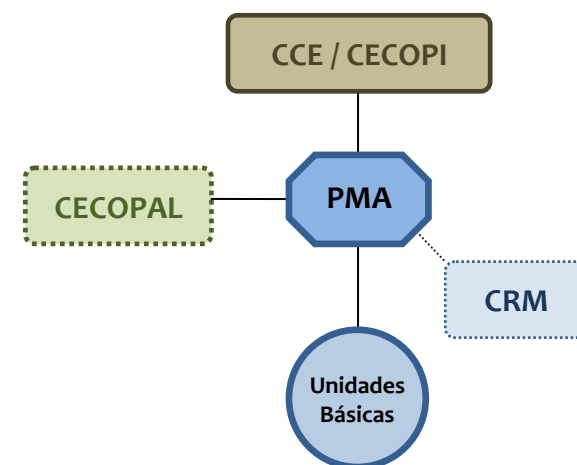 CCE / CECOPI
PMA
CECOPAL
CRM
Unidades
Básicas